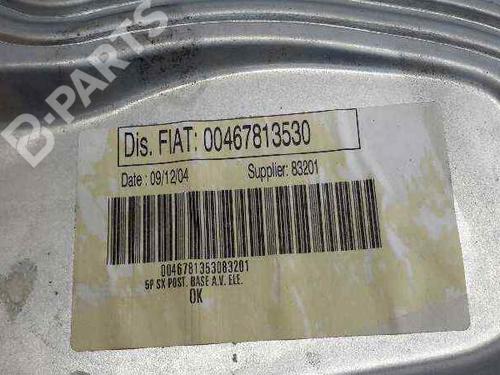 B-PARTS
Dis. FIAT: 00467813530
Date : 09/12/04 Supplier: 83201
0046781353083201
5P SX POST. BASE A.V. ELE.
OK